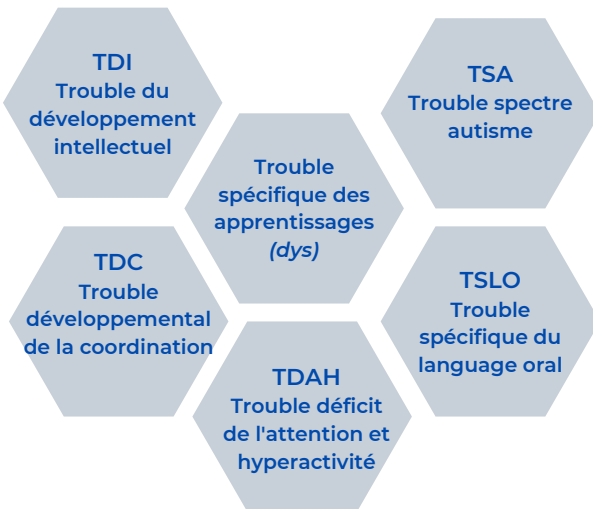 TDI
Trouble du
développement
intellectuel
TSA
Trouble spectre
autisme
Trouble
spécifique des
apprentissages
(dys)
TDC
Trouble
développemental
de la coordination
TSLO
Trouble
spécifique du
language oral
TDAH
Trouble déficit
de l'attention et
hyperactivité